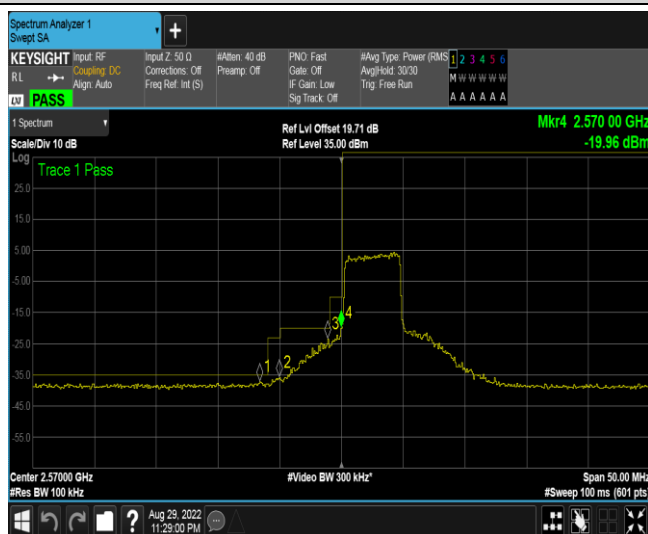 Spectrum Analyzer 1
Swept SA
KEYSIGHT
RL
LXI PASS
Input: RF
Coupling: DC
Align: Auto
Input Z: 50 Ω
Corrections: Off
Freq Ref: Int (S)
#Atten: 40 dB
Preamp: Off
PNO: Fast
Gate: Off
IF Gain: Low
Sig Track: Off
#Avg Type: Power (RMS
Avg|Hold: 30/30
Trig: Free Run
1 2 3 4 5 6
M W W W W W
A A A A A A
1 Spectrum
Scale/Div 10 dB
Ref Lvl Offset 19.71 dB
Ref Level 35.00 dBm
Mkr4 2.570 00 GHz
-19.96 dBm
Log
Trace 1 Pass
25.0
15.0
5.00
-5.00
-15.0
-25.0
-35.0
-45.0
-55.0
1
2
3
4
Center 2.57000 GHz
#Res BW 100 kHz
#Video BW 300 kHz*
Span 50.00 MHz
#Sweep 100 ms (601 pts)
?
Aug 29, 2022
11:29:00 PM